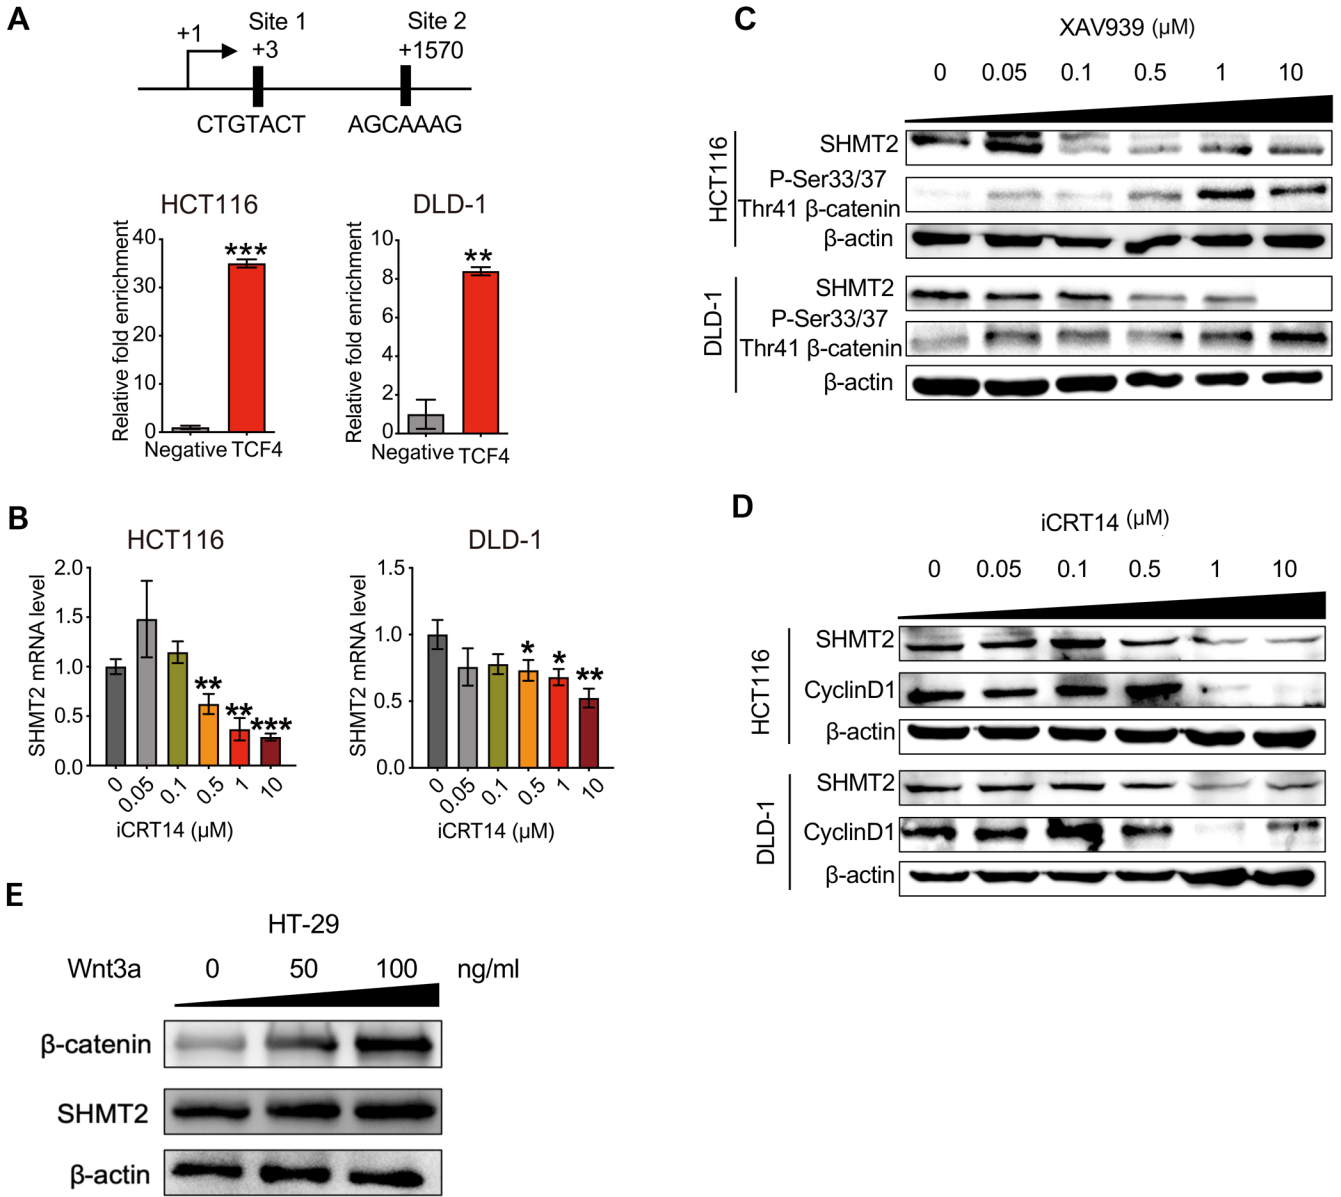 A
+1
Site 1
+3
Site 2
+1570
CTGTACT
AGCAAAG
HCT116
Relative fold enrichment
40
30
20
10
0
***
Negative TCF4
DLD-1
Relative fold enrichment
10
8
6
4
2
0
**
Negative TCF4
B
HCT116
SHMT2 mRNA level
2.0
1.5
1.0
0.5
0.0
**
**
***
0 0.05 0.1 0.5 1 10
iCRT14 (μM)
DLD-1
SHMT2 mRNA level
1.5
1.0
0.5
0.0
*
*
**
0 0.05 0.1 0.5 1 10
iCRT14 (μM)
C
XAV939 (μM)
0 0.05 0.1 0.5 1 10
HCT116
SHMT2
P-Ser33/37
Thr41 β-catenin
β-actin
DLD-1
SHMT2
P-Ser33/37
Thr41 β-catenin
β-actin
D
iCRT14 (μM)
0 0.05 0.1 0.5 1 10
HCT116
SHMT2
CyclinD1
β-actin
DLD-1
SHMT2
CyclinD1
β-actin
E
HT-29
Wnt3a 0 50 100 ng/ml
β-catenin
SHMT2
β-actin